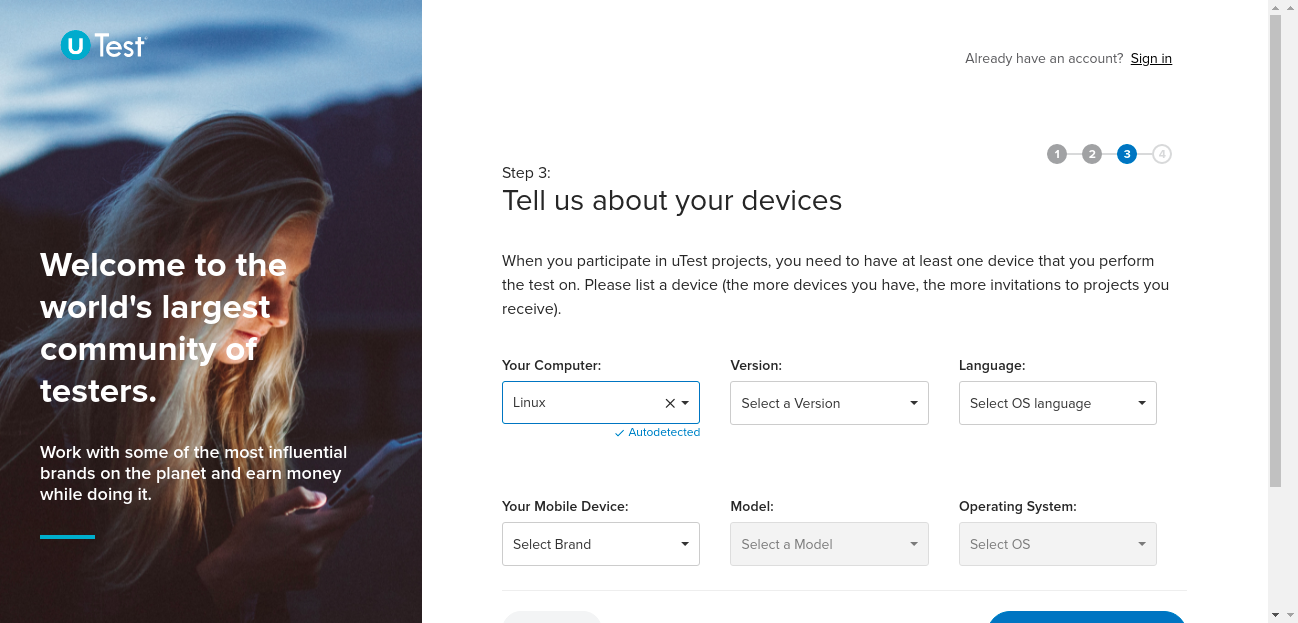 U Test
Already have an account? Sign in
1 2 3 4
Step 3:
Tell us about your devices
Welcome to the
world's largest
community of
testers.
Work with some of the most influential
brands on the planet and earn money
while doing it.
When you participate in uTest projects, you need to have at least one device that you perform
the test on. Please list a device (the more devices you have, the more invitations to projects you
receive).
Your Computer: Version: Language:
Linux Select a Version Select OS language
Autodetected
Your Mobile Device: Model: Operating System:
Select Brand Select a Model Select OS